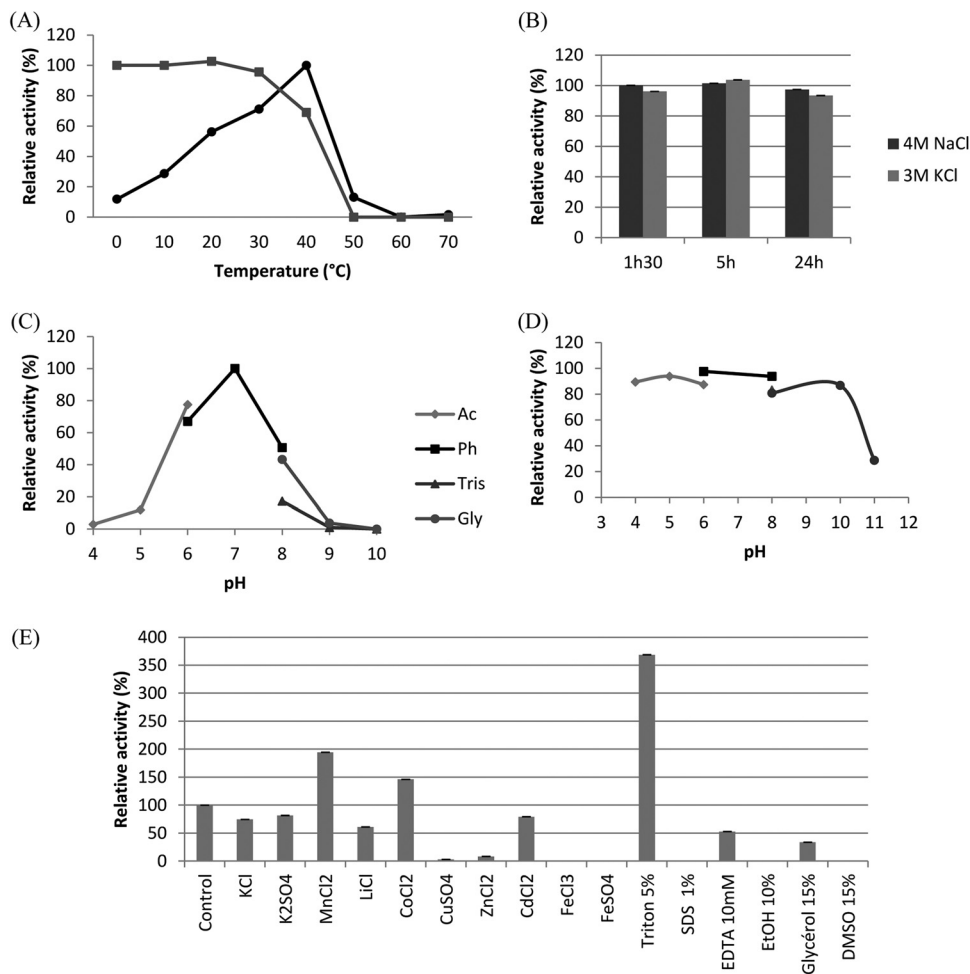 (A)
Relative activity (%)
120
100
80
60
40
20
0
0 10 20 30 40 50 60 70
Temperature (°C)
(B)
Relative activity (%)
120
100
80
60
40
20
0
1h30 5h 24h
4M NaCl
3M KCl
(C)
Relative activity (%)
120
100
80
60
40
20
0
4 5 6 7 8 9 10
pH
Ac
Ph
Tris
Gly
(D)
Relative activity (%)
120
100
80
60
40
20
0
3 4 5 6 7 8 9 10 11 12
pH
(E)
Relative activity (%)
400
350
300
250
200
150
100
50
0
Control
KCl
K2SO4
MnCl2
LiCl
CoCl2
CuSO4
ZnCl2
CdCl2
FeCl3
FeSO4
Triton 5%
SDS 1%
EDTA 10mM
EtOH 10%
Glycérol 15%
DMSO 15%